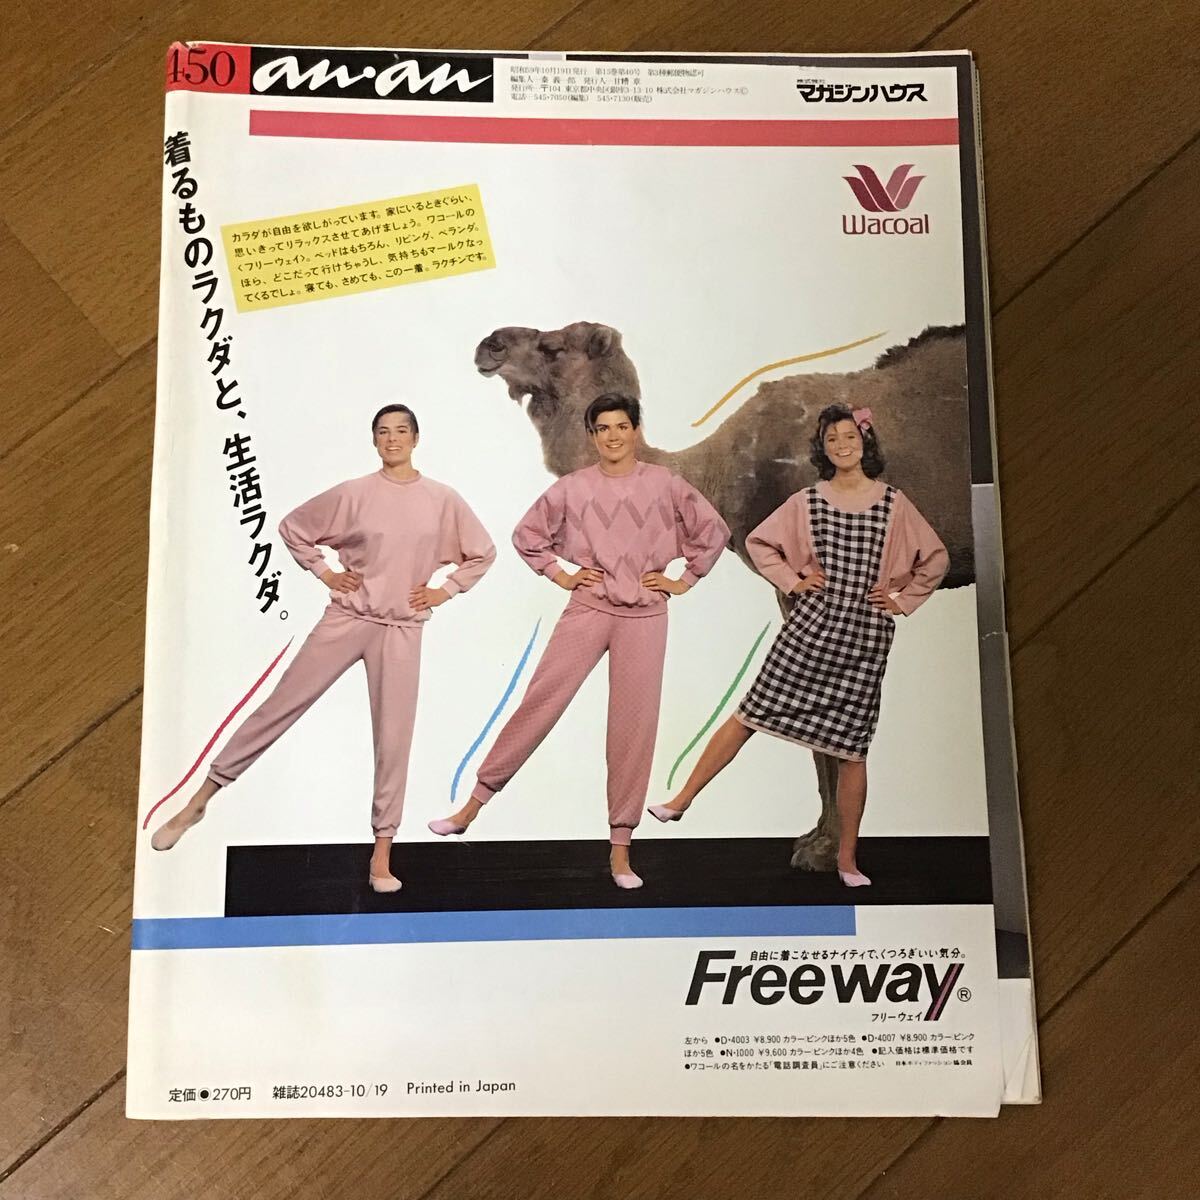 450
an・an
昭和59年10月19日発行 第15巻第40号 第3種郵便物認可
編集人―秦 義一郎 発行人―甘糟 章
発行所―〒104 東京都中央区銀座3-13-10 株式会社マガジンハウス©
電話―545・7050(編集) 545・7130(販売)
株式会社
マガジンハウス
Wacoal
着るものラクダと、生活ラクダ。
カラダが自由を欲しがっています。家にいるときぐらい、
思いきってリラックスさせてあげましょう。ワコールの
〈フリーウェイ〉。ベッドはもちろん、リビング、ベランダ。
ほら、どこだって行けちゃうし、気持ちもマールクなっ
てくるでしょ。寝ても、さめても、この一着。ラクチンです。
自由に着こなせるナイティで、くつろぎいい気分。
Freeway®
フリーウェイ
左から ●D・4003 ¥8,900 カラー/ピンクほか5色 ●D・4007 ¥8,900 カラー/ピンク
ほか5色 ●N・1000 ¥9,600 カラー/ピンクほか4色 ●記入価格は標準価格です
●ワコールの名をかたる「電話調査員」にご注意ください 日本ボディファッション協会員
定価●270円 雑誌20483-10/19 Printed in Japan